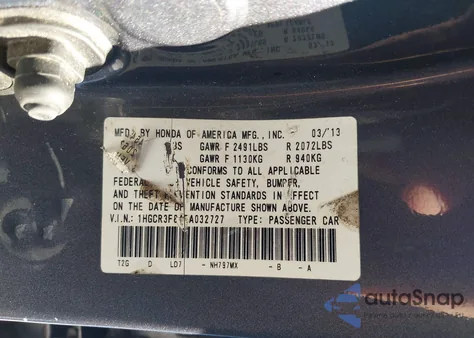 MFD. BY HONDA OF AMERICA MFG., INC. 03/13
GAWR F 2491LBS R 2072LBS
GAWR F 1130KG R 940KG
CONFORMS TO ALL APPLICABLE
VEHICLE SAFETY, BUMPER,
AND THEFT PREVENTION STANDARDS IN EFFECT
ON THE DATE OF MANUFACTURE SHOWN ABOVE.
V.I.N.: TYPE: PASSENGER CAR
T2G D LD7 - NH797MX - B - A
autoSnap